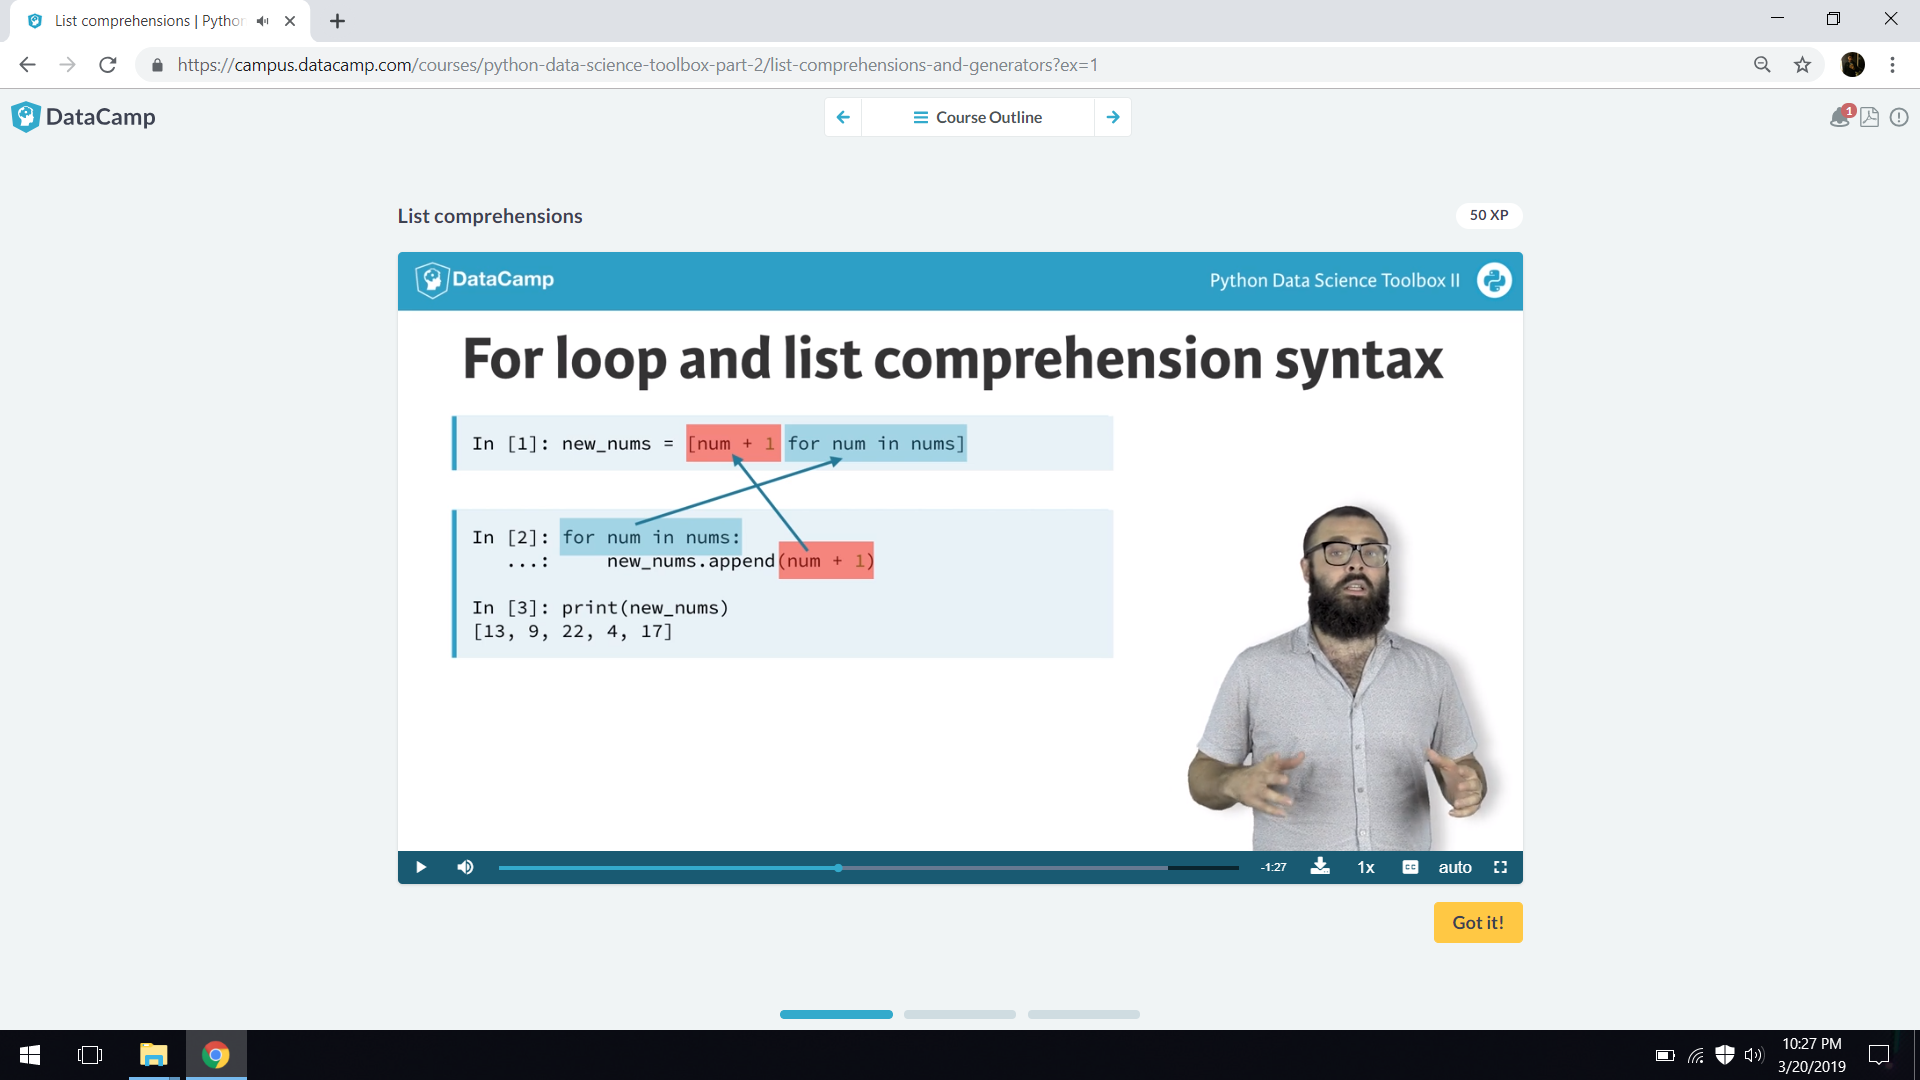 List comprehensions | Python
https://campus.datacamp.com/courses/python-data-science-toolbox-part-2/list-comprehensions-and-generators?ex=1
DataCamp
Course Outline
1
List comprehensions
50 XP
DataCamp
Python Data Science Toolbox II
For loop and list comprehension syntax
In [1]: new_nums = [num + 1 for num in nums]
In [2]: for num in nums:
...: new_nums.append(num + 1)
In [3]: print(new_nums)
[13, 9, 22, 4, 17]
-1:27
1x
CC
auto
Got it!
10:27 PM
3/20/2019